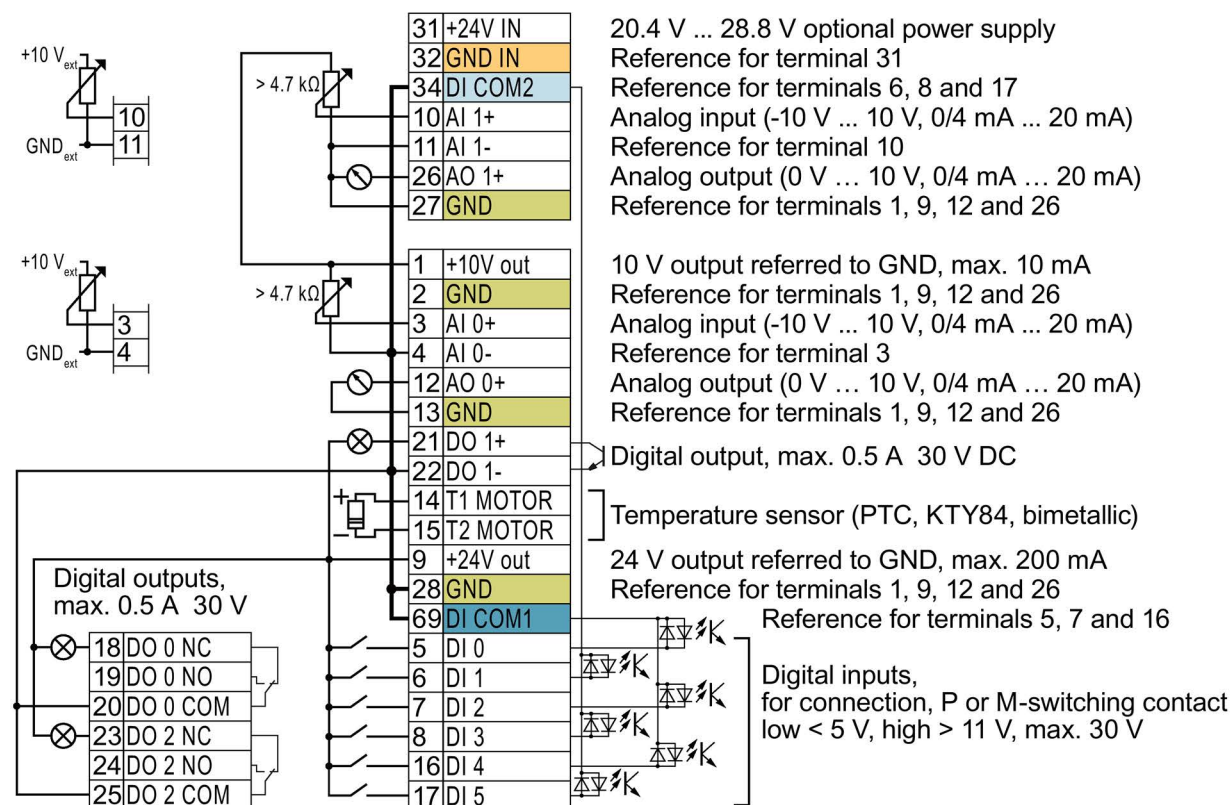 31 +24V IN 20.4 V ... 28.8 V optional power supply
32 GND IN Reference for terminal 31
34 DI COM2 Reference for terminals 6, 8 and 17
10 AI 1+ Analog input (-10 V ... 10 V, 0/4 mA ... 20 mA)
11 AI 1- Reference for terminal 10
26 AO 1+ Analog output (0 V … 10 V, 0/4 mA … 20 mA)
27 GND Reference for terminals 1, 9, 12 and 26
+10 Vext
10
GNDext 11
> 4.7 kΩ
1 +10V out 10 V output referred to GND, max. 10 mA
2 GND Reference for terminals 1, 9, 12 and 26
3 AI 0+ Analog input (-10 V ... 10 V, 0/4 mA ... 20 mA)
4 AI 0- Reference for terminal 3
12 AO 0+ Analog output (0 V … 10 V, 0/4 mA … 20 mA)
13 GND Reference for terminals 1, 9, 12 and 26
21 DO 1+
22 DO 1-
Digital output, max. 0.5 A 30 V DC
+10 Vext
3
GNDext 4
> 4.7 kΩ
+
−
14 T1 MOTOR
15 T2 MOTOR
Temperature sensor (PTC, KTY84, bimetallic)
9 +24V out 24 V output referred to GND, max. 200 mA
28 GND Reference for terminals 1, 9, 12 and 26
69 DI COM1 Reference for terminals 5, 7 and 16
5 DI 0
6 DI 1
7 DI 2
8 DI 3
16 DI 4
17 DI 5
Digital inputs,
for connection, P or M-switching contact
low < 5 V, high > 11 V, max. 30 V
Digital outputs,
max. 0.5 A 30 V
18 DO 0 NC
19 DO 0 NO
20 DO 0 COM
23 DO 2 NC
24 DO 2 NO
25 DO 2 COM